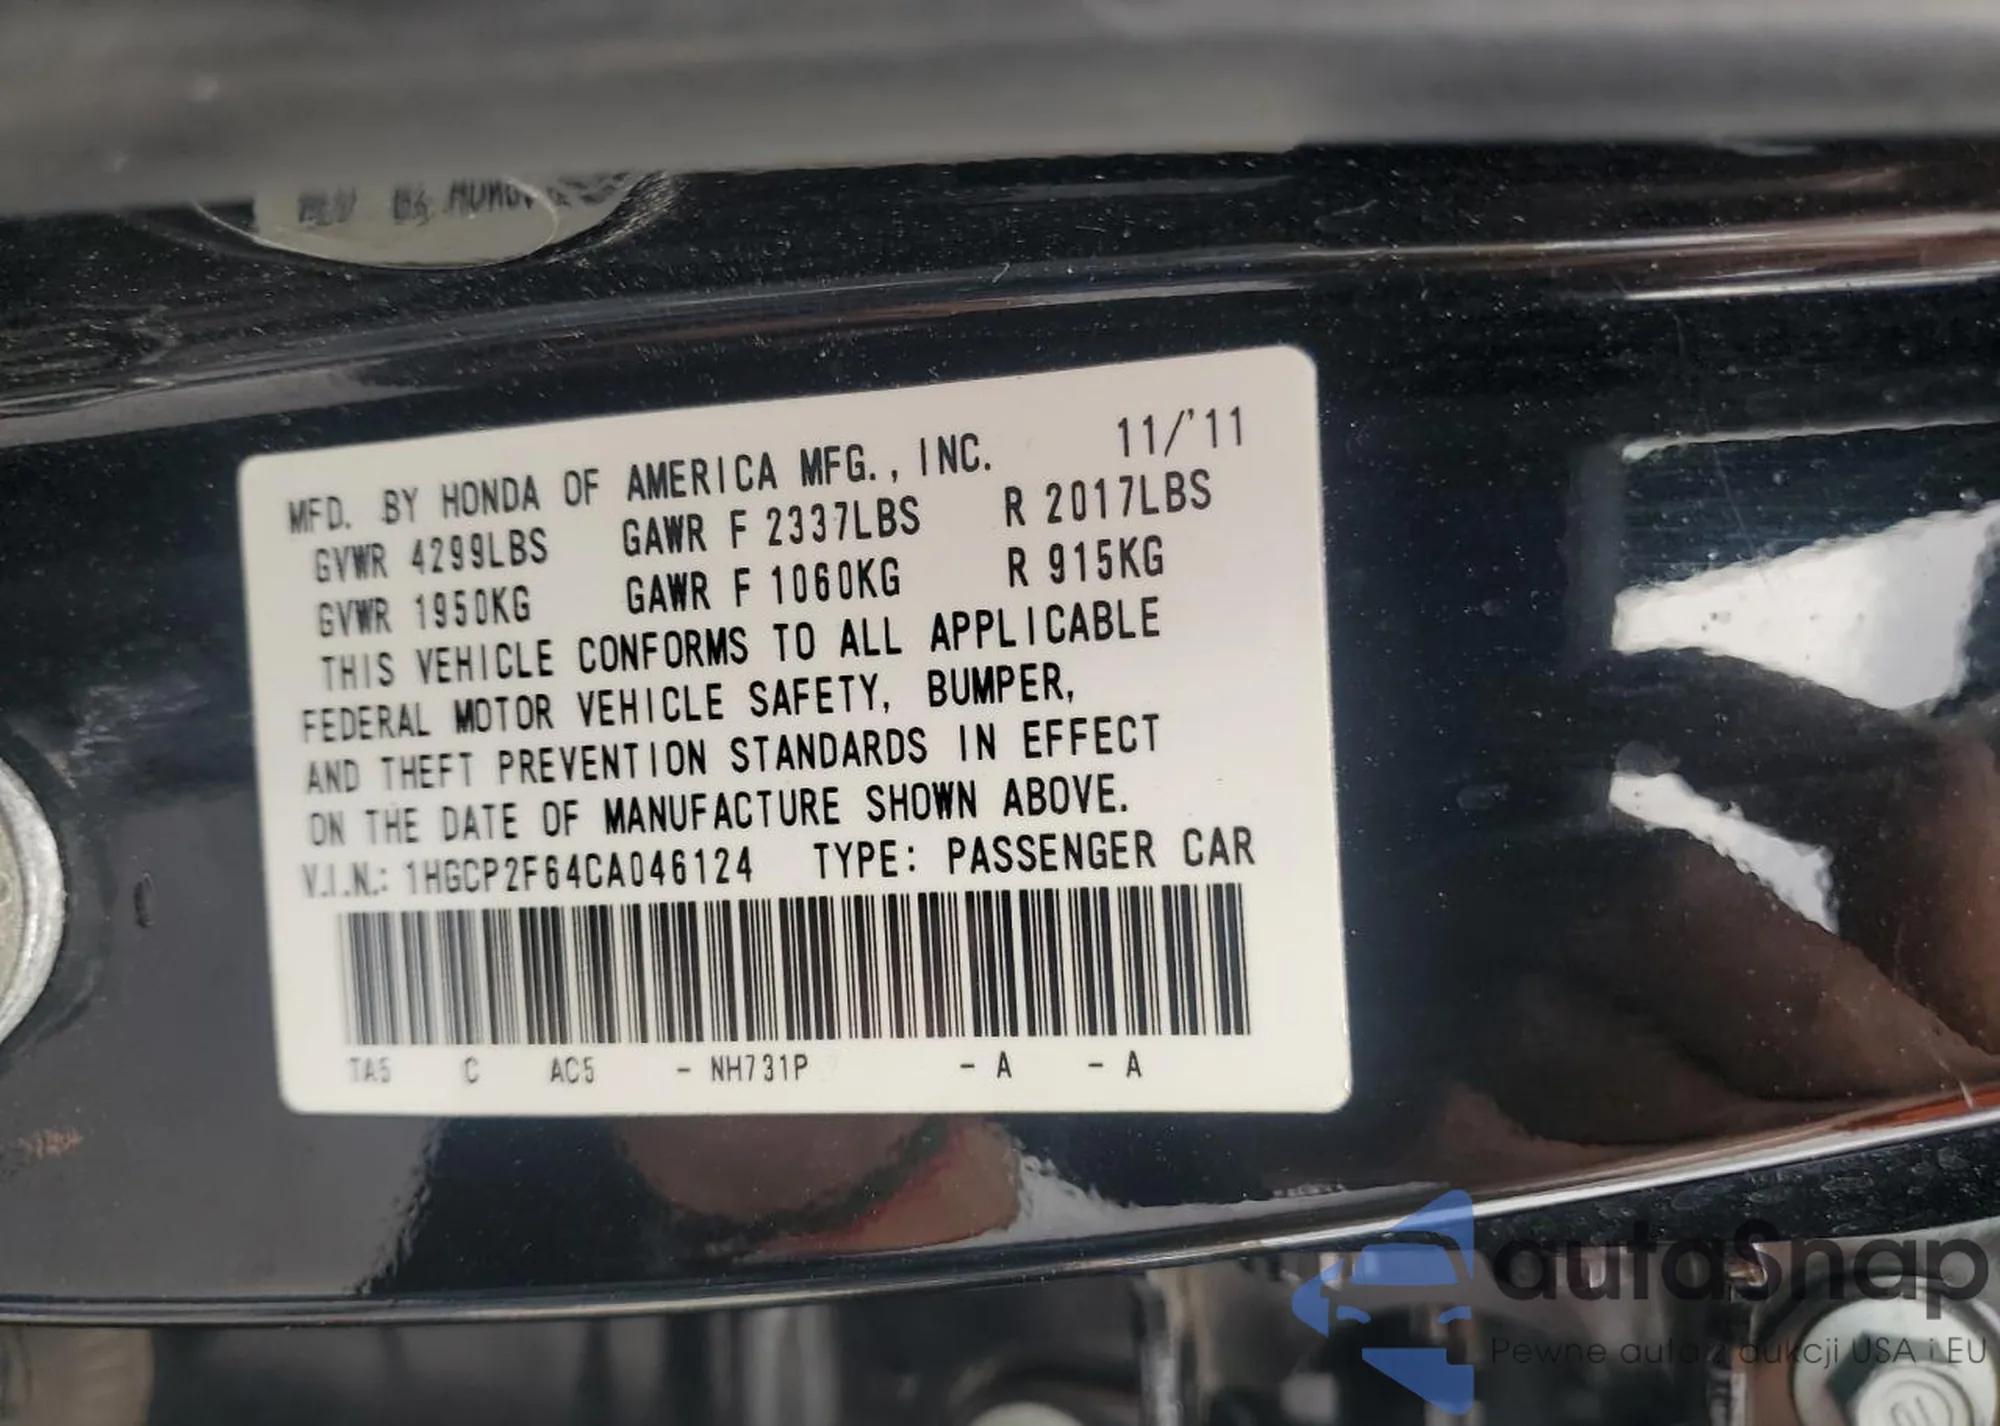 MFD. BY HONDA OF AMERICA MFG., INC. 11/'11
GVWR 4299LBS GAWR F 2337LBS R 2017LBS
GVWR 1950KG GAWR F 1060KG R 915KG
THIS VEHICLE CONFORMS TO ALL APPLICABLE
FEDERAL MOTOR VEHICLE SAFETY, BUMPER,
AND THEFT PREVENTION STANDARDS IN EFFECT
ON THE DATE OF MANUFACTURE SHOWN ABOVE.
V.I.N.: 1HGCP2F64CA046124 TYPE: PASSENGER CAR
TA5 C AC5 - NH731P - A - A
autaSnap
Pewne auta z aukcji USA i EU